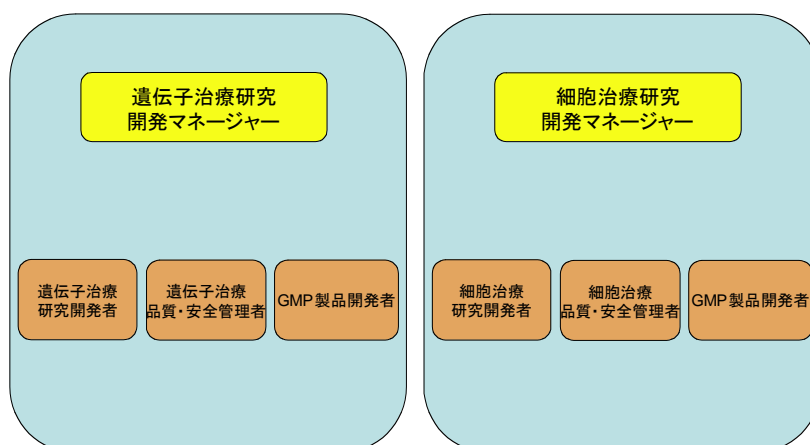 遺伝子治療研究
開発マネージャー
遺伝子治療
研究開発者
遺伝子治療
品質・安全管理者
GMP製品開発者
細胞治療研究
開発マネージャー
細胞治療
研究開発者
細胞治療
品質・安全管理者
GMP製品開発者